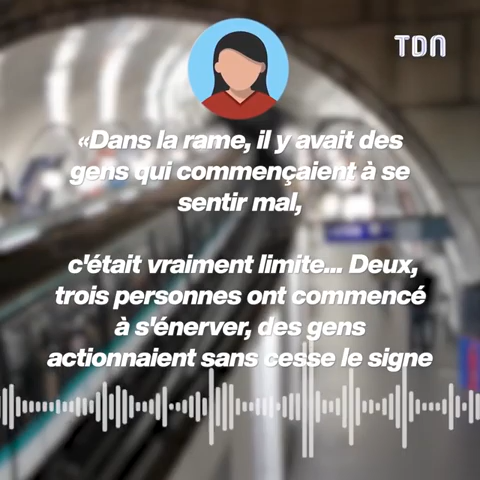 TDN
«Dans la rame, il y avait des
gens qui commençaient à se
sentir mal,
c'était vraiment limite... Deux,
trois personnes ont commencé
à s'énerver, des gens
actionnaient sans cesse le signe